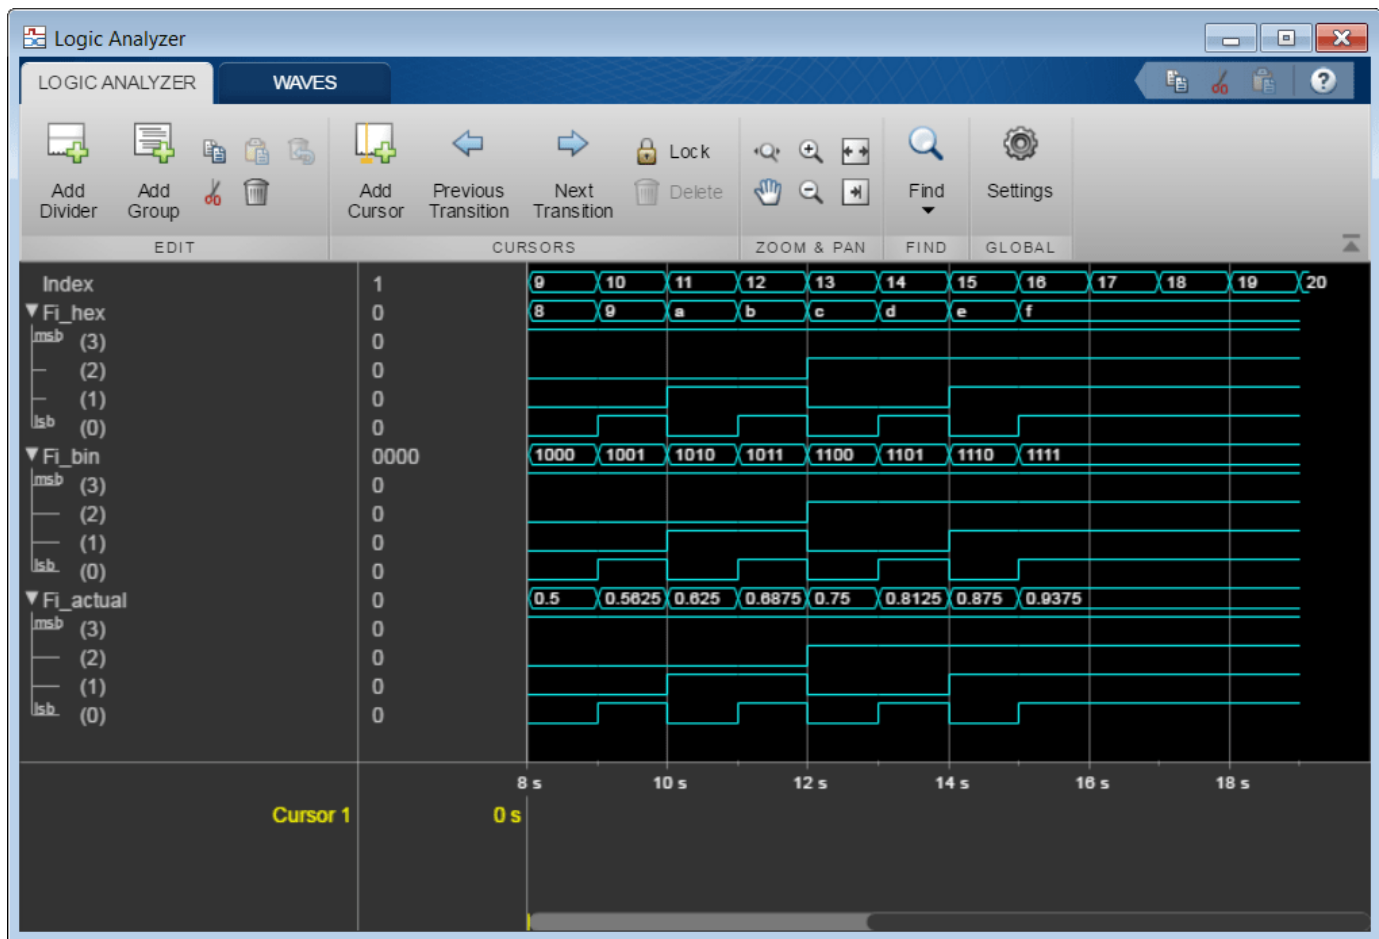 Logic Analyzer
LOGIC ANALYZER WAVES
Lock
Add Divider Add Group Add Cursor Previous Transition Next Transition Delete Find Settings
EDIT CURSORS ZOOM & PAN FIND GLOBAL
Index 1 9 10 11 12 13 14 15 16 17 18 19 20
Fi_hex 0 8 9 a b c d e f
msb (3) 0
(2) 0
(1) 0
lsb (0) 0
Fi_bin 0000 1000 1001 1010 1011 1100 1101 1110 1111
msb (3) 0
(2) 0
(1) 0
lsb (0) 0
Fi_actual 0 0.5 0.5625 0.625 0.6875 0.75 0.8125 0.875 0.9375
msb (3) 0
(2) 0
(1) 0
lsb (0) 0
8 s 10 s 12 s 14 s 16 s 18 s
Cursor 1 0 s